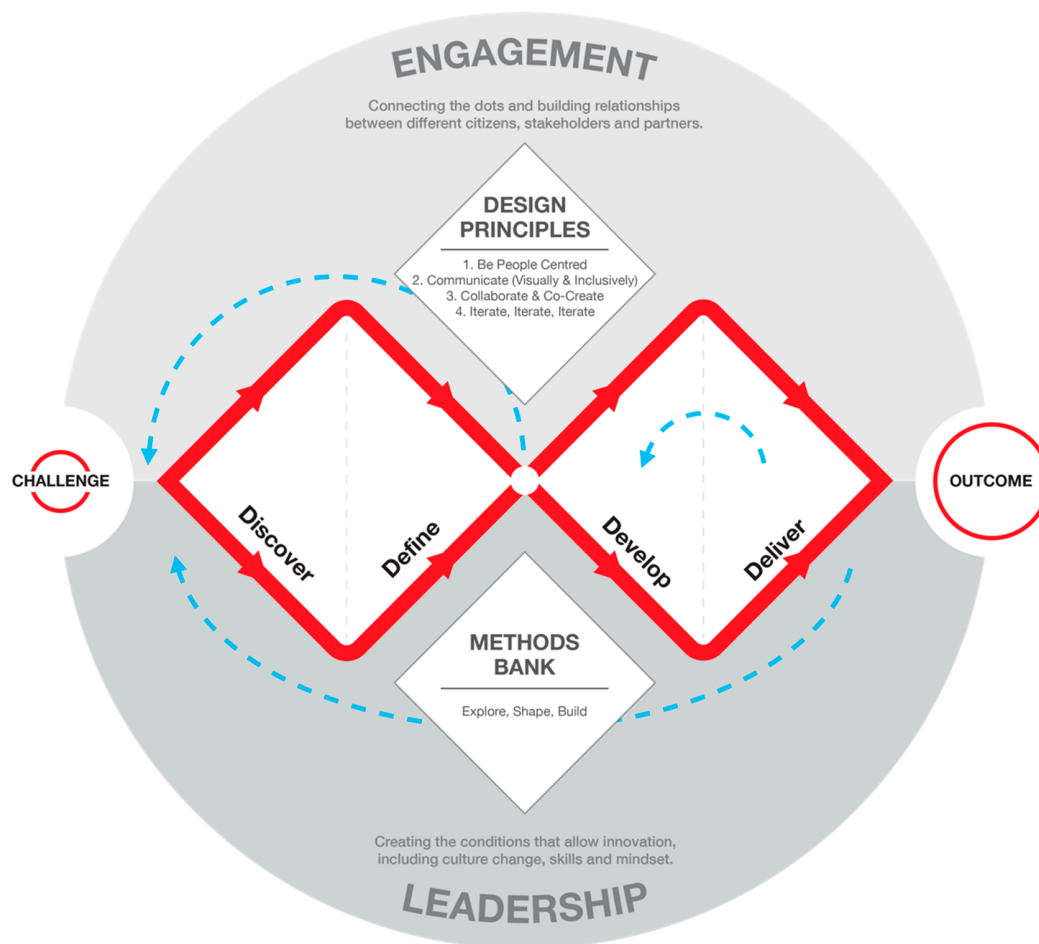 ENGAGEMENT
Connecting the dots and building relationships
between different citizens, stakeholders and partners.
DESIGN
PRINCIPLES
1. Be People Centred
2. Communicate (Visually & Inclusively)
3. Collaborate & Co-Create
4. Iterate, Iterate, Iterate
CHALLENGE
OUTCOME
Discover
Define
Develop
Deliver
METHODS
BANK
Explore, Shape, Build
Creating the conditions that allow innovation,
including culture change, skills and mindset.
LEADERSHIP